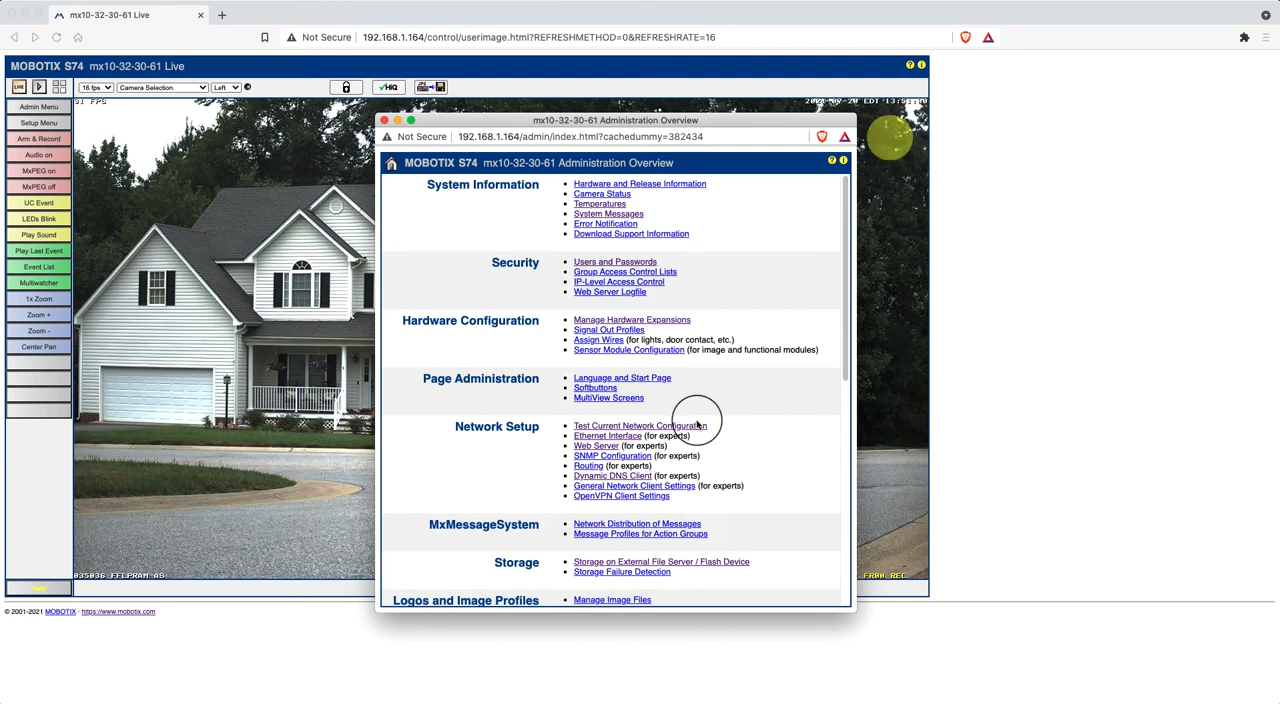 mx10-32-30-61 Live
Not Secure 192.168.1.164/control/userimage.html?REFRESHMETHOD=0&REFRESHRATE=16
MOBOTIX S74 mx10-32-30-61 Live
LIVE
16 fps
Camera Selection
Left
HiQ
Admin Menu
Setup Menu
Arm & Record
Audio on
MxPEG on
MxPEG off
UC Event
LEDs Blink
Play Sound
Play Last Event
Event List
Multiwatcher
1x Zoom
Zoom +
Zoom -
Center Pan
31 FPS
035036 FFLPRAM-AS
FR00 REC
© 2001-2021 MOBOTIX · https://www.mobotix.com
mx10-32-30-61 Administration Overview
Not Secure 192.168.1.164/admin/index.html?cachedummy=382434
MOBOTIX S74 mx10-32-30-61 Administration Overview
System Information
Hardware and Release Information
Camera Status
Temperatures
System Messages
Error Notification
Download Support Information
Security
Users and Passwords
Group Access Control Lists
IP-Level Access Control
Web Server Logfile
Hardware Configuration
Manage Hardware Expansions
Signal Out Profiles
Assign Wires (for lights, door contact, etc.)
Sensor Module Configuration (for image and functional modules)
Page Administration
Language and Start Page
Softbuttons
MultiView Screens
Network Setup
Test Current Network Configuration
Ethernet Interface (for experts)
Web Server (for experts)
SNMP Configuration (for experts)
Routing (for experts)
Dynamic DNS Client (for experts)
General Network Client Settings (for experts)
OpenVPN Client Settings
MxMessageSystem
Network Distribution of Messages
Message Profiles for Action Groups
Storage
Storage on External File Server / Flash Device
Storage Failure Detection
Logos and Image Profiles
Manage Image Files